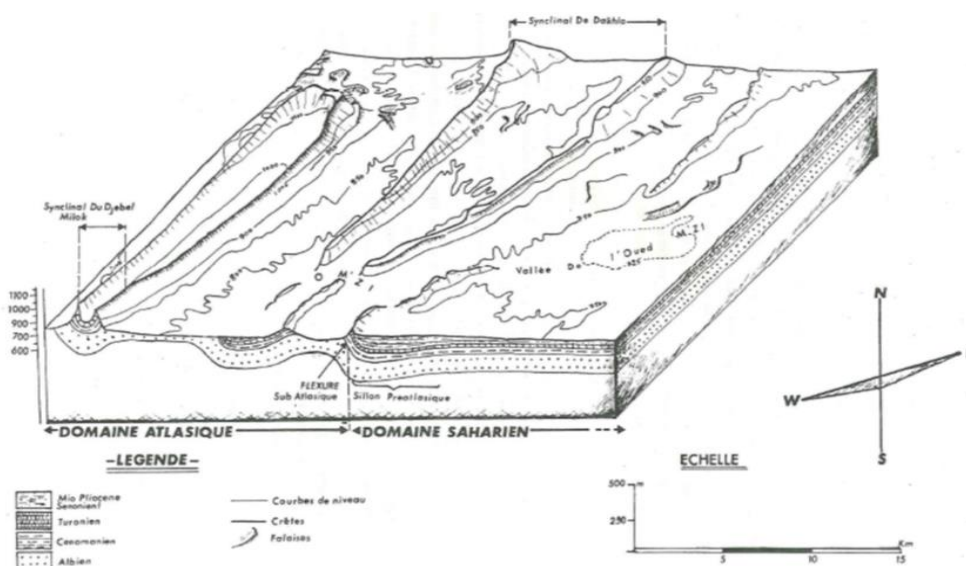 Synclinal De Dakhla
Synclinal Du Djebel
Milok
O M' Z I
Vallée De l'Oued
M'ZI
1100
1000
900
700
600
FLEXURE
Sub Atlasique
Sillon Preatlasique
DOMAINE ATLASIQUE
DOMAINE SAHARIEN
N
W
S
-LEGENDE-
Mio Pliocene
Senonien
Turonien
Cenomanien
Albien
Courbes de niveau
Crêtes
Falaises
ECHELLE
500 m
250
5 10 15
Km